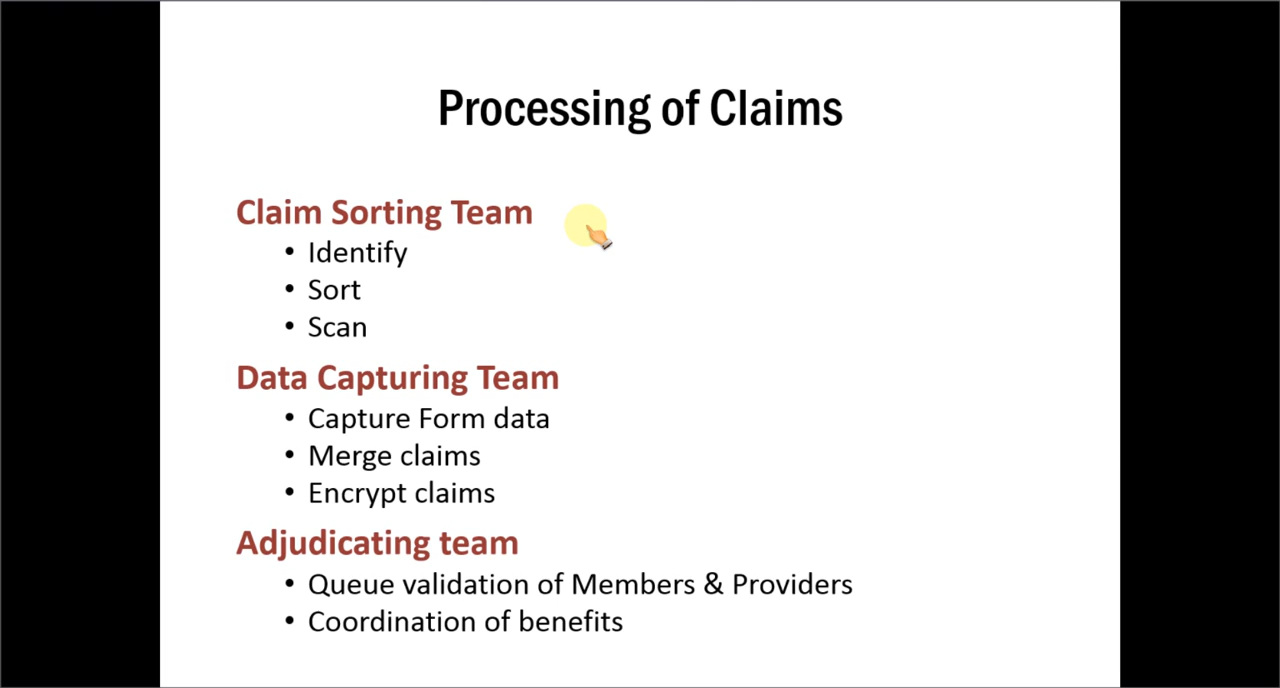 Processing of Claims
Claim Sorting Team
• Identify
• Sort
• Scan
Data Capturing Team
• Capture Form data
• Merge claims
• Encrypt claims
Adjudicating team
• Queue validation of Members & Providers
• Coordination of benefits